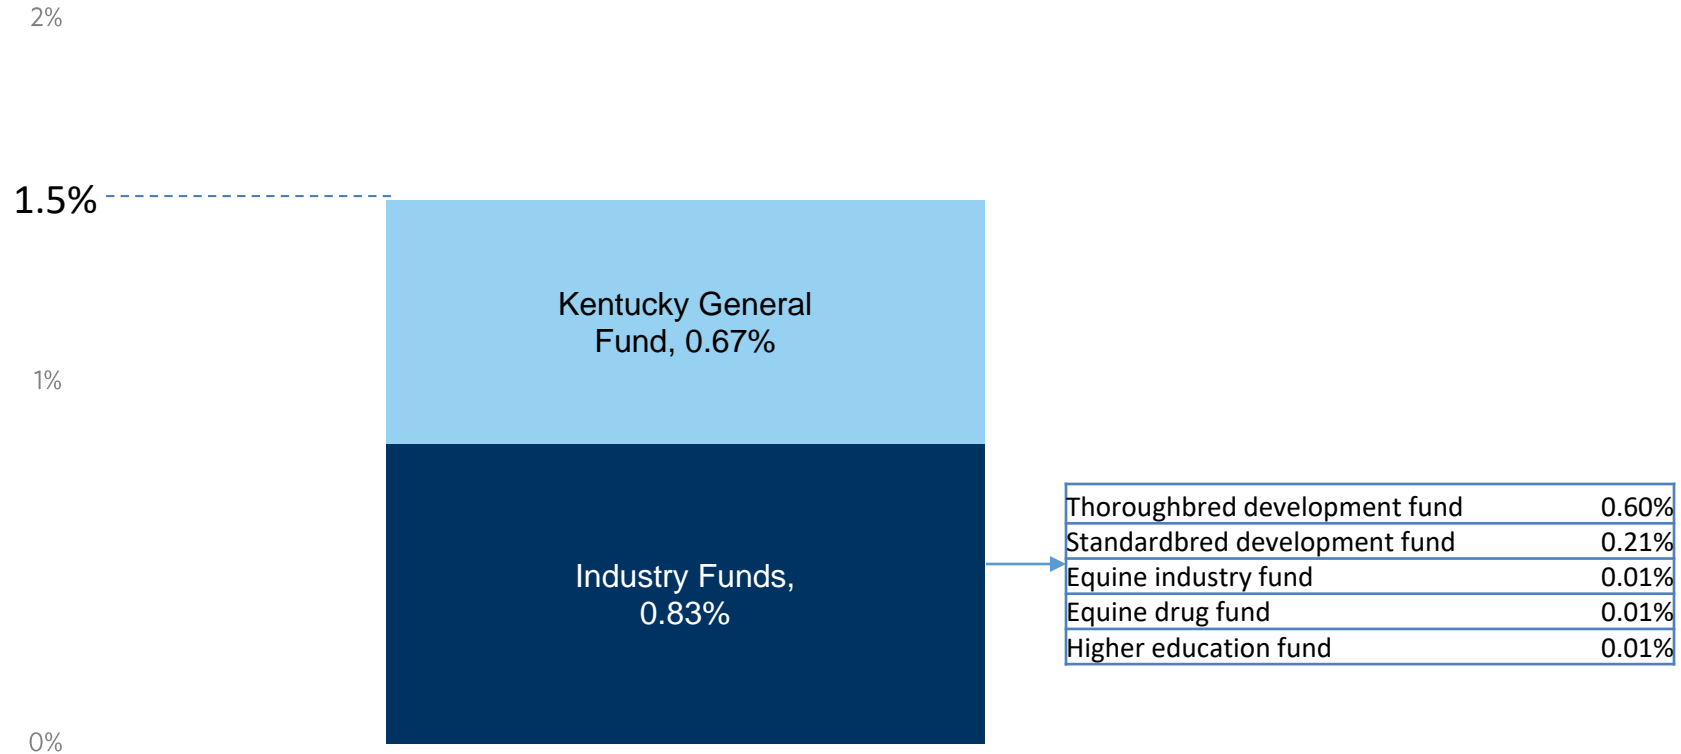 2%
1.5%
Kentucky General
Fund, 0.67%
1%
Industry Funds,
0.83%
Thoroughbred development fund 0.60%
Standardbred development fund 0.21%
Equine industry fund 0.01%
Equine drug fund 0.01%
Higher education fund 0.01%
0%